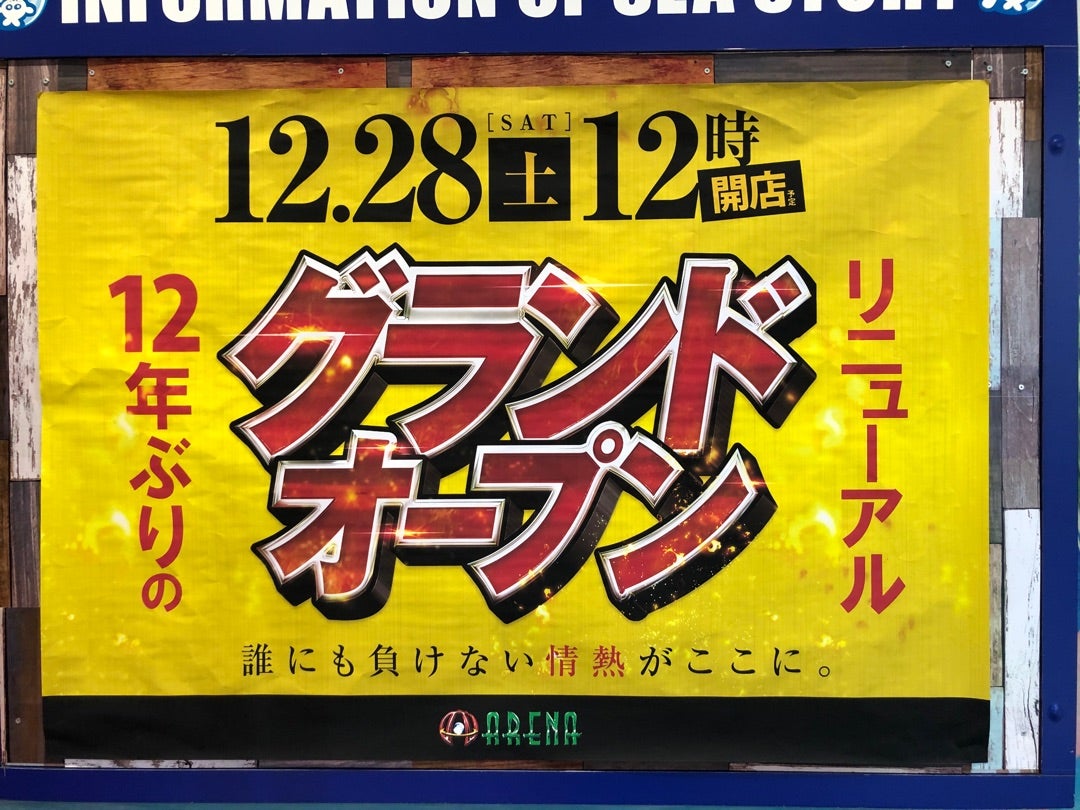 INFORMATION OF SEA STORY
12.28 [SAT] 土 12時 開店 予定
12年ぶりの
リニューアル
グランド
オープン
誰にも負けない情熱がここに。
ARENA